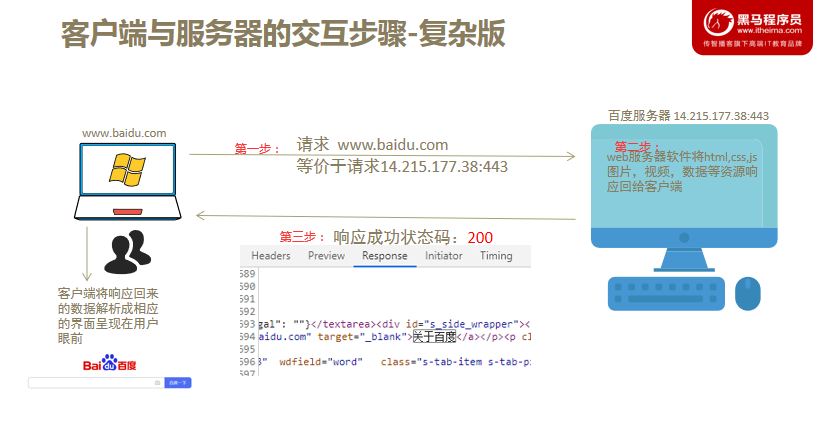 客户端与服务器的交互步骤-复杂版
黑马程序员
www.itheima.com
传智播客旗下高端IT教育品牌
www.baidu.com
第一步：
请求 www.baidu.com
等价于请求14.215.177.38:443
百度服务器 14.215.177.38:443
第二步：
web服务器软件将html,css,js
图片，视频，数据等资源响
应回给客户端
第三步：
响应成功状态码：200
Headers Preview Response Initiator Timing
589
590
591
592
593 gal": ""}</textarea><div id="s_side_wrapper"><
594 baidu.com" target="_blank">关于百度</a></p><p cl
595
5963 3" wdfield="word" class="s-tab-item s-tab-p
597
客户端将响应回来
的数据解析成相应
的界面呈现在用户
眼前
Bai du 百度
百度一下